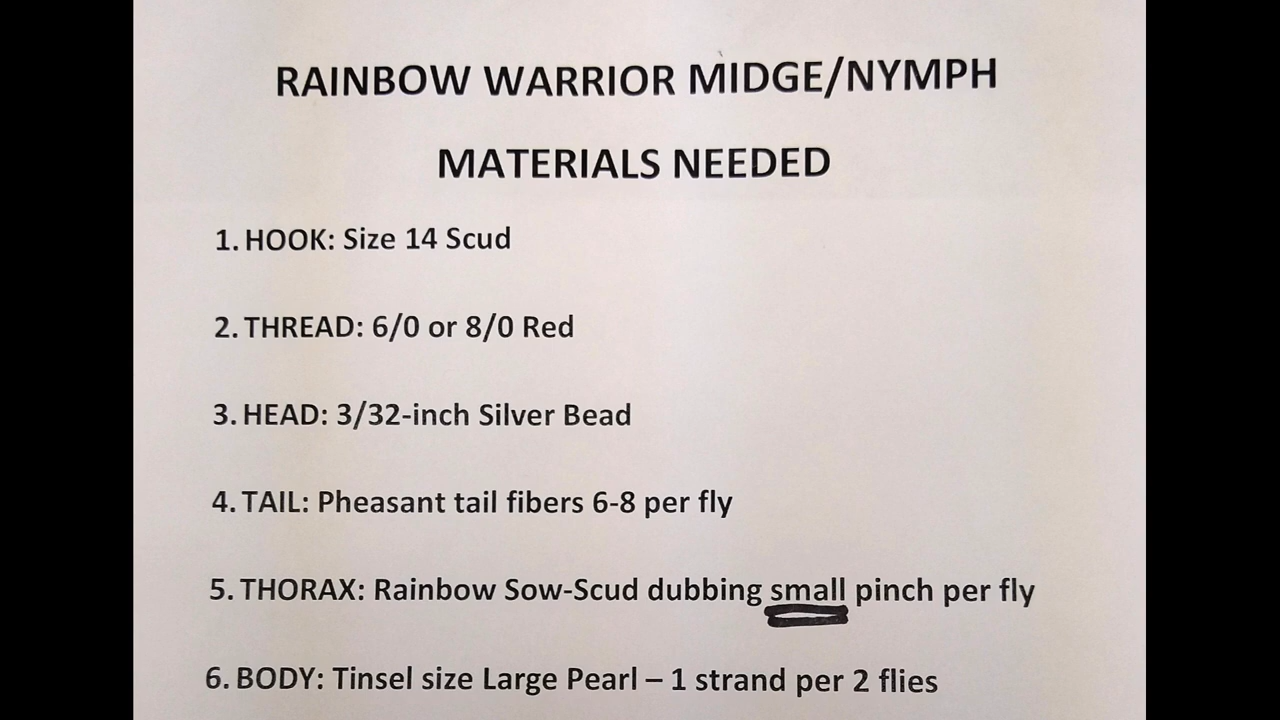 RAINBOW WARRIOR MIDGE/NYMPH
MATERIALS NEEDED
1. HOOK: Size 14 Scud
2. THREAD: 6/0 or 8/0 Red
3. HEAD: 3/32-inch Silver Bead
4. TAIL: Pheasant tail fibers 6-8 per fly
5. THORAX: Rainbow Sow-Scud dubbing small pinch per fly
6. BODY: Tinsel size Large Pearl – 1 strand per 2 flies